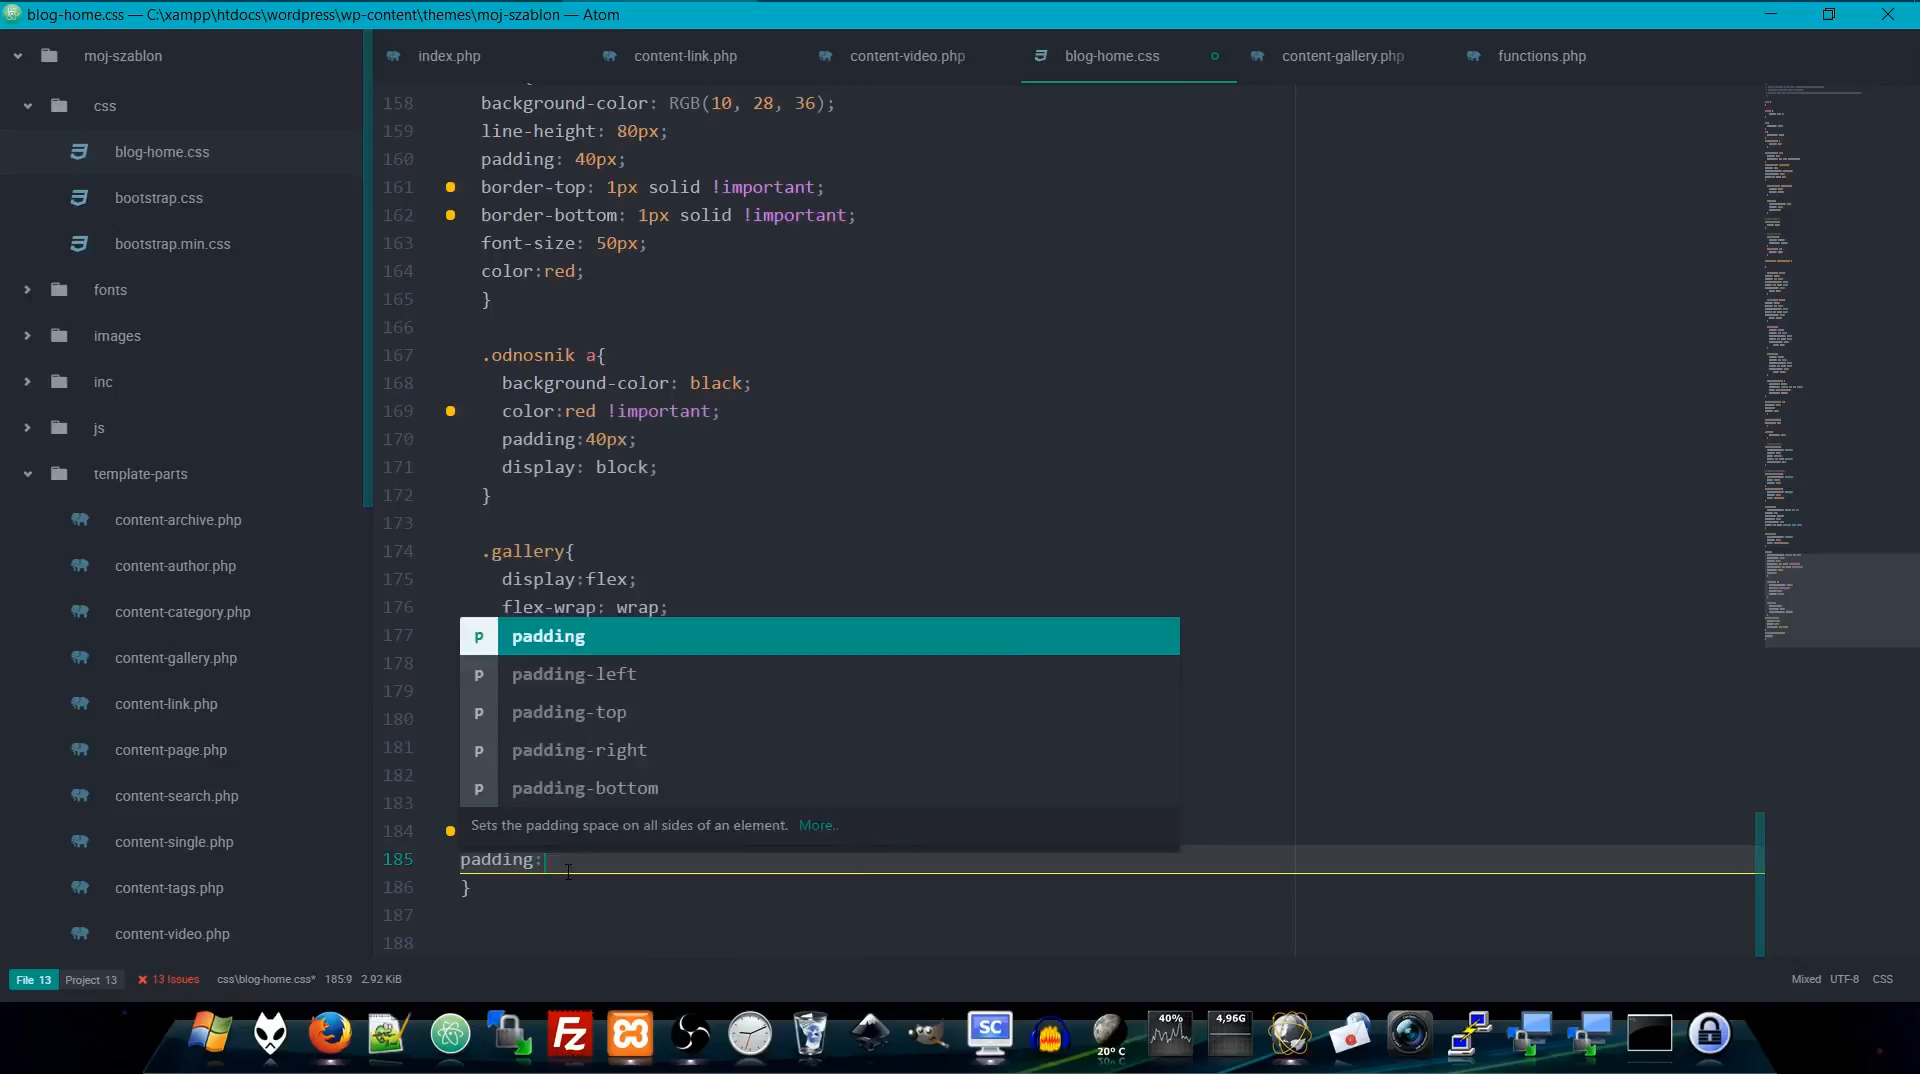 blog-home.css — C:\xampp\htdocs\wordpress\wp-content\themes\moj-szablon — Atom
moj-szablon
css
blog-home.css
bootstrap.css
bootstrap.min.css
fonts
images
inc
js
template-parts
content-archive.php
content-author.php
content-category.php
content-gallery.php
content-link.php
content-page.php
content-search.php
content-single.php
content-tags.php
content-video.php
index.php
content-link.php
content-video.php
blog-home.css
content-gallery.php
functions.php
158 background-color: RGB(10, 28, 36);
159 line-height: 80px;
160 padding: 40px;
161 border-top: 1px solid !important;
162 border-bottom: 1px solid !important;
163 font-size: 50px;
164 color:red;
165 }
166
167 .odnosnik a{
168 background-color: black;
169 color:red !important;
170 padding:40px;
171 display: block;
172 }
173
174 .gallery{
175 display:flex;
176 flex-wrap: wrap;
177
178
179
180
181
182
183
184
p padding
p padding-left
p padding-top
p padding-right
p padding-bottom
Sets the padding space on all sides of an element. More..
185 padding:
186 }
187
188
File 13 Project 13 13 Issues css\blog-home.css* 185:9 2.92 KiB
Mixed UTF-8 CSS
SC
20° C
40%
4,96G